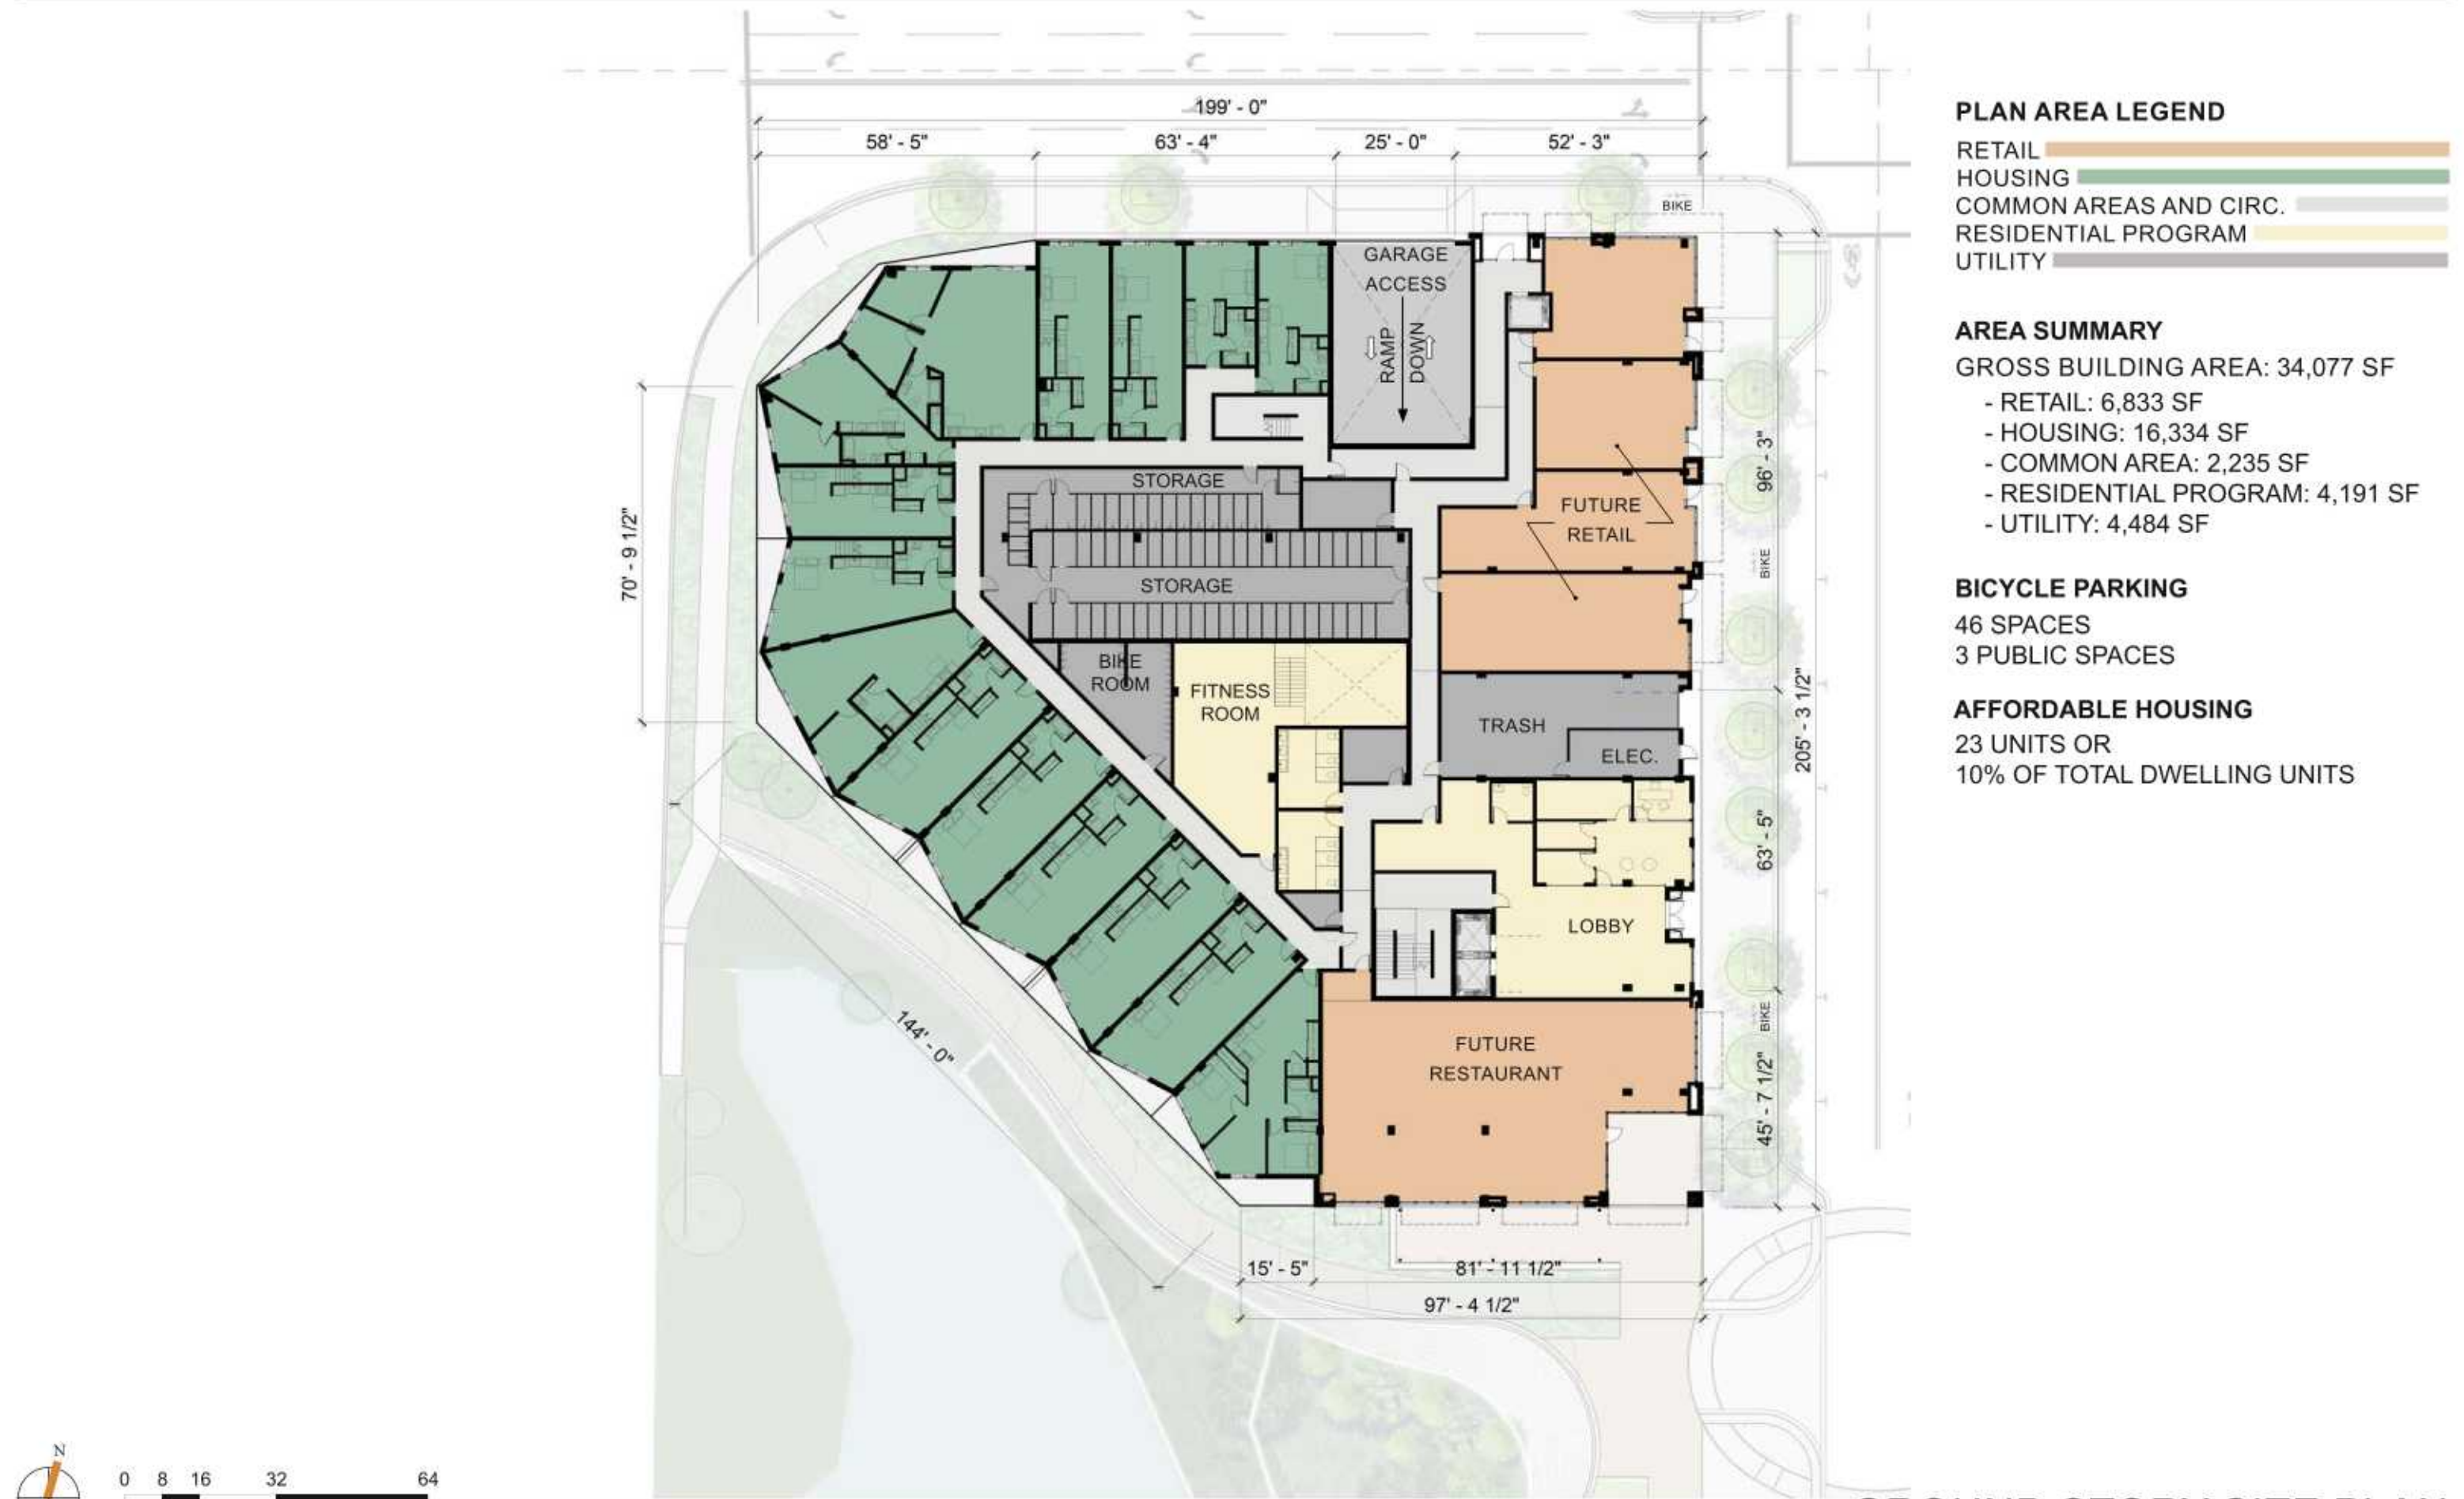 199' - 0"
58' - 5"
63' - 4"
25' - 0"
52' - 3"
BIKE
GARAGE
ACCESS
RAMP
DOWN
STORAGE
STORAGE
FUTURE
RETAIL
BIKE
ROOM
FITNESS
ROOM
TRASH
ELEC.
LOBBY
FUTURE
RESTAURANT
70' - 9 1/2"
144' - 0"
96' - 3"
BIKE
205' - 3 1/2"
63' - 5"
BIKE
45' - 7 1/2"
15' - 5"
81' - 11 1/2"
97' - 4 1/2"
PLAN AREA LEGEND
RETAIL
HOUSING
COMMON AREAS AND CIRC.
RESIDENTIAL PROGRAM
UTILITY
AREA SUMMARY
GROSS BUILDING AREA: 34,077 SF
- RETAIL: 6,833 SF
- HOUSING: 16,334 SF
- COMMON AREA: 2,235 SF
- RESIDENTIAL PROGRAM: 4,191 SF
- UTILITY: 4,484 SF
BICYCLE PARKING
46 SPACES
3 PUBLIC SPACES
AFFORDABLE HOUSING
23 UNITS OR
10% OF TOTAL DWELLING UNITS
N
0 8 16 32 64